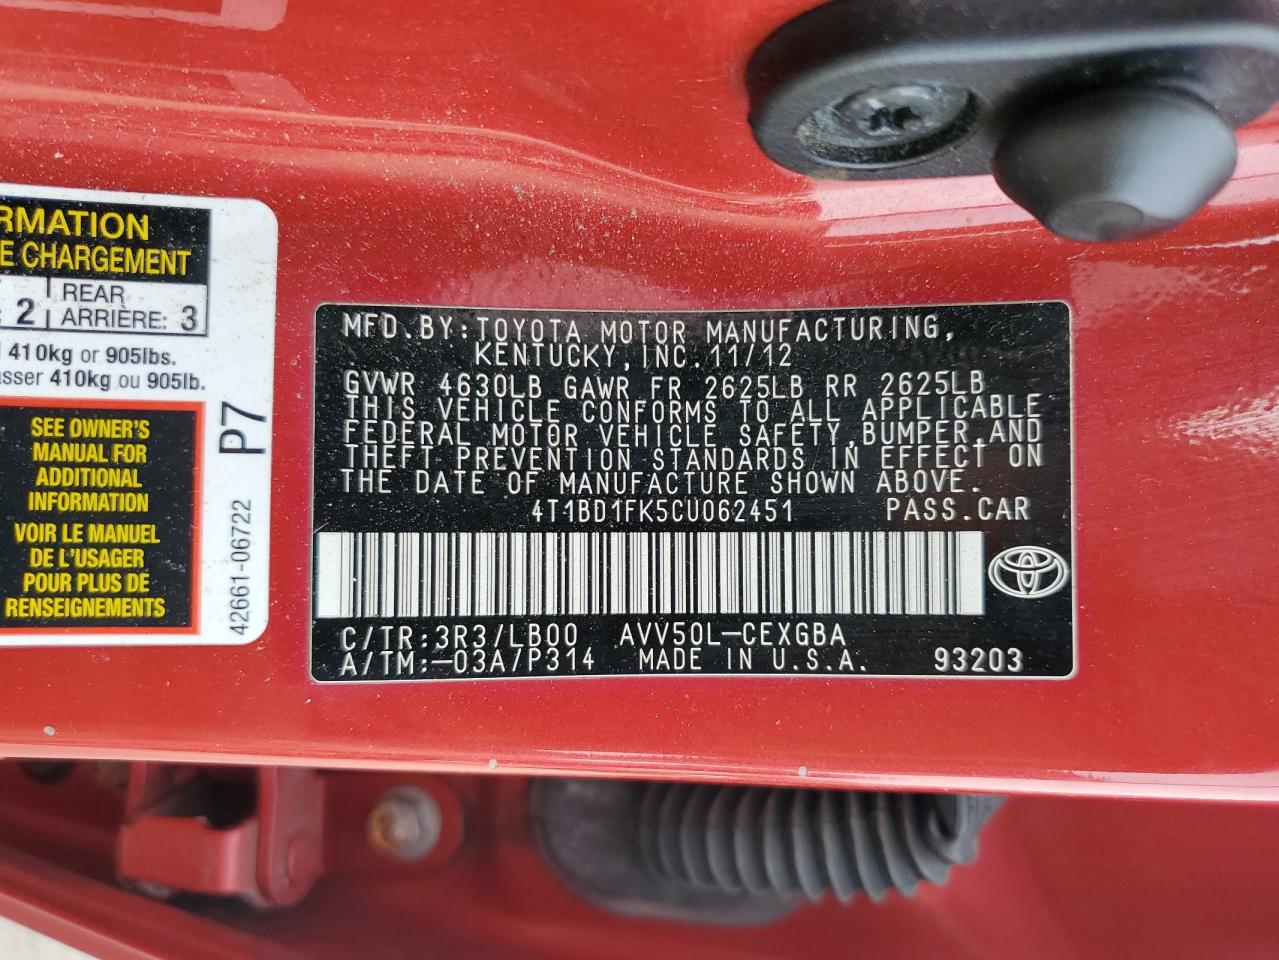 RMATION
E CHARGEMENT
: 2 REAR
ARRIÈRE: 3
410kg or 905lbs.
asser 410kg ou 905lb.
SEE OWNER'S
MANUAL FOR
ADDITIONAL
INFORMATION
VOIR LE MANUEL
DE L'USAGER
POUR PLUS DE
RENSEIGNEMENTS
P7
42661-06722
MFD.BY:TOYOTA MOTOR MANUFACTURING,
KENTUCKY,INC.11/12
GVWR 4630LB GAWR FR 2625LB RR 2625LB
THIS VEHICLE CONFORMS TO ALL APPLICABLE
FEDERAL MOTOR VEHICLE SAFETY,BUMPER,AND
THEFT PREVENTION STANDARDS IN EFFECT ON
THE DATE OF MANUFACTURE SHOWN ABOVE.
4T1BD1FK5CU062451 PASS.CAR
C/TR:3R3/LB00 AVV50L-CEXGBA
A/TM:-03A/P314 MADE IN U.S.A. 93203